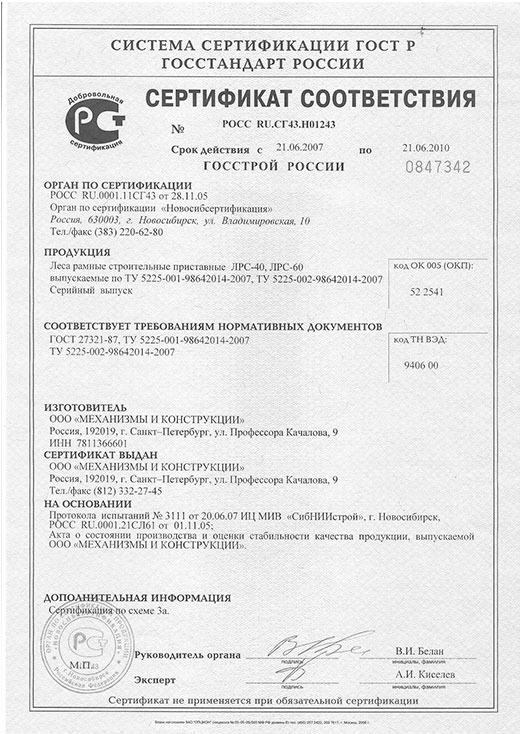 СИСТЕМА СЕРТИФИКАЦИИ ГОСТ Р
ГОССТАНДАРТ РОССИИ
Добровольная
сертификация
СЕРТИФИКАТ СООТВЕТСТВИЯ
№ РОСС RU.СГ43.Н01243
Срок действия с 21.06.2007 по 21.06.2010
ГОССТРОЙ РОССИИ 0847342
ОРГАН ПО СЕРТИФИКАЦИИ
РОСС RU.0001.11СГ43 от 28.11.05
Орган по сертификации «Новосибсертификация»
Россия, 630003, г. Новосибирск, ул. Владимировская, 10
Тел./факс (383) 220-62-80
ПРОДУКЦИЯ
Леса рамные строительные приставные ЛРС-40, ЛРС-60
выпускаемые по ТУ 5225-001-98642014-2007, ТУ 5225-002-98642014-2007
Серийный выпуск
код ОК 005 (ОКП):
52 2541
СООТВЕТСТВУЕТ ТРЕБОВАНИЯМ НОРМАТИВНЫХ ДОКУМЕНТОВ
ГОСТ 27321-87, ТУ 5225-001-98642014-2007
ТУ 5225-002-98642014-2007
код ТН ВЭД:
9406 00
ИЗГОТОВИТЕЛЬ
ООО «МЕХАНИЗМЫ И КОНСТРУКЦИИ»
Россия, 192019, г. Санкт–Петербург, ул. Профессора Качалова, 9
ИНН 7811366601
СЕРТИФИКАТ ВЫДАН
ООО «МЕХАНИЗМЫ И КОНСТРУКЦИИ»
Россия, 192019, г. Санкт–Петербург, ул. Профессора Качалова, 9
Тел./факс (812) 332-27-45
НА ОСНОВАНИИ
Протокола испытаний № 3111 от 20.06.07 ИЦ МИВ «СибНИИстрой», г. Новосибирск,
РОСС RU.0001.21СЛ61 от 01.11.05;
Акта о состоянии производства и оценки стабильности качества продукции, выпускаемой
ООО «МЕХАНИЗМЫ И КОНСТРУКЦИИ».
ДОПОЛНИТЕЛЬНАЯ ИНФОРМАЦИЯ
Сертификация по схеме 3а.
Руководитель органа
подпись
В.И. Белан
инициалы, фамилия
М.П.
Эксперт
подпись
А.И. Киселев
инициалы, фамилия
Сертификат не применяется при обязательной сертификации